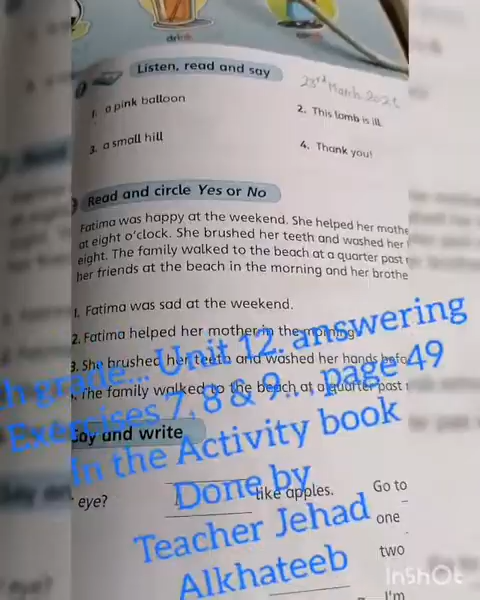 drink
Listen, read and say
23rd March
1. a pink balloon
2. This lamb is ill.
3. a small hill
4. Thank you!
Read and circle Yes or No
Fatima was happy at the weekend. She helped her mothe
at eight o'clock. She brushed her teeth and washed her
eight. The family walked to the beach at a quarter past
her friends at the beach in the morning and her brothe
1. Fatima was sad at the weekend.
2. Fatima helped her mother in the morning.
3. She brushed her teeth and washed her hands befo
The family walked to the beach at a quarter past
grade... Unit 12. answering
Exercises 7, 8 & 9... page 49
In the Activity book
Done by
Teacher Jehad
Alkhateeb
Say and write
eye?
like apples.
Go to
one
two
I'm
InShOt